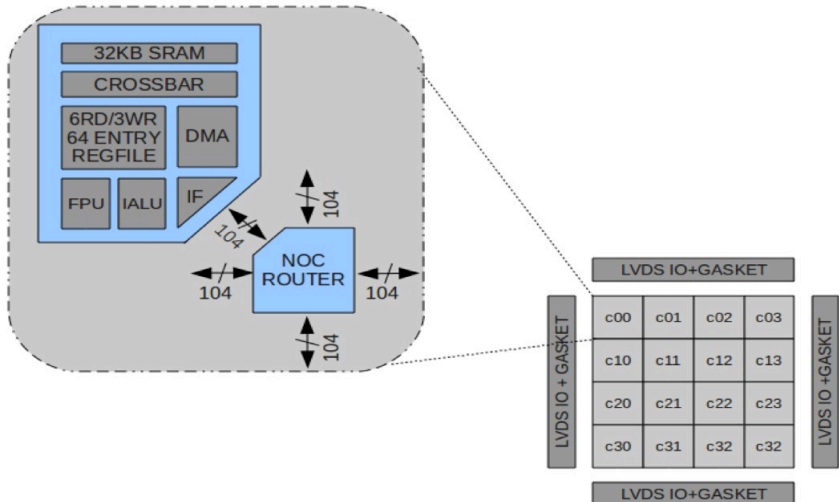 32KB SRAM
CROSSBAR
6RD/3WR
64 ENTRY
REGFILE
DMA
FPU
IALU
IF
104
104
NOC
ROUTER
104
104
104
LVDS IO+GASKET
LVDS IO + GASKET
c00 c01 c02 c03
c10 c11 c12 c13
c20 c21 c22 c23
c30 c31 c32 c32
LVDS IO +GASKET
LVDS IO+GASKET